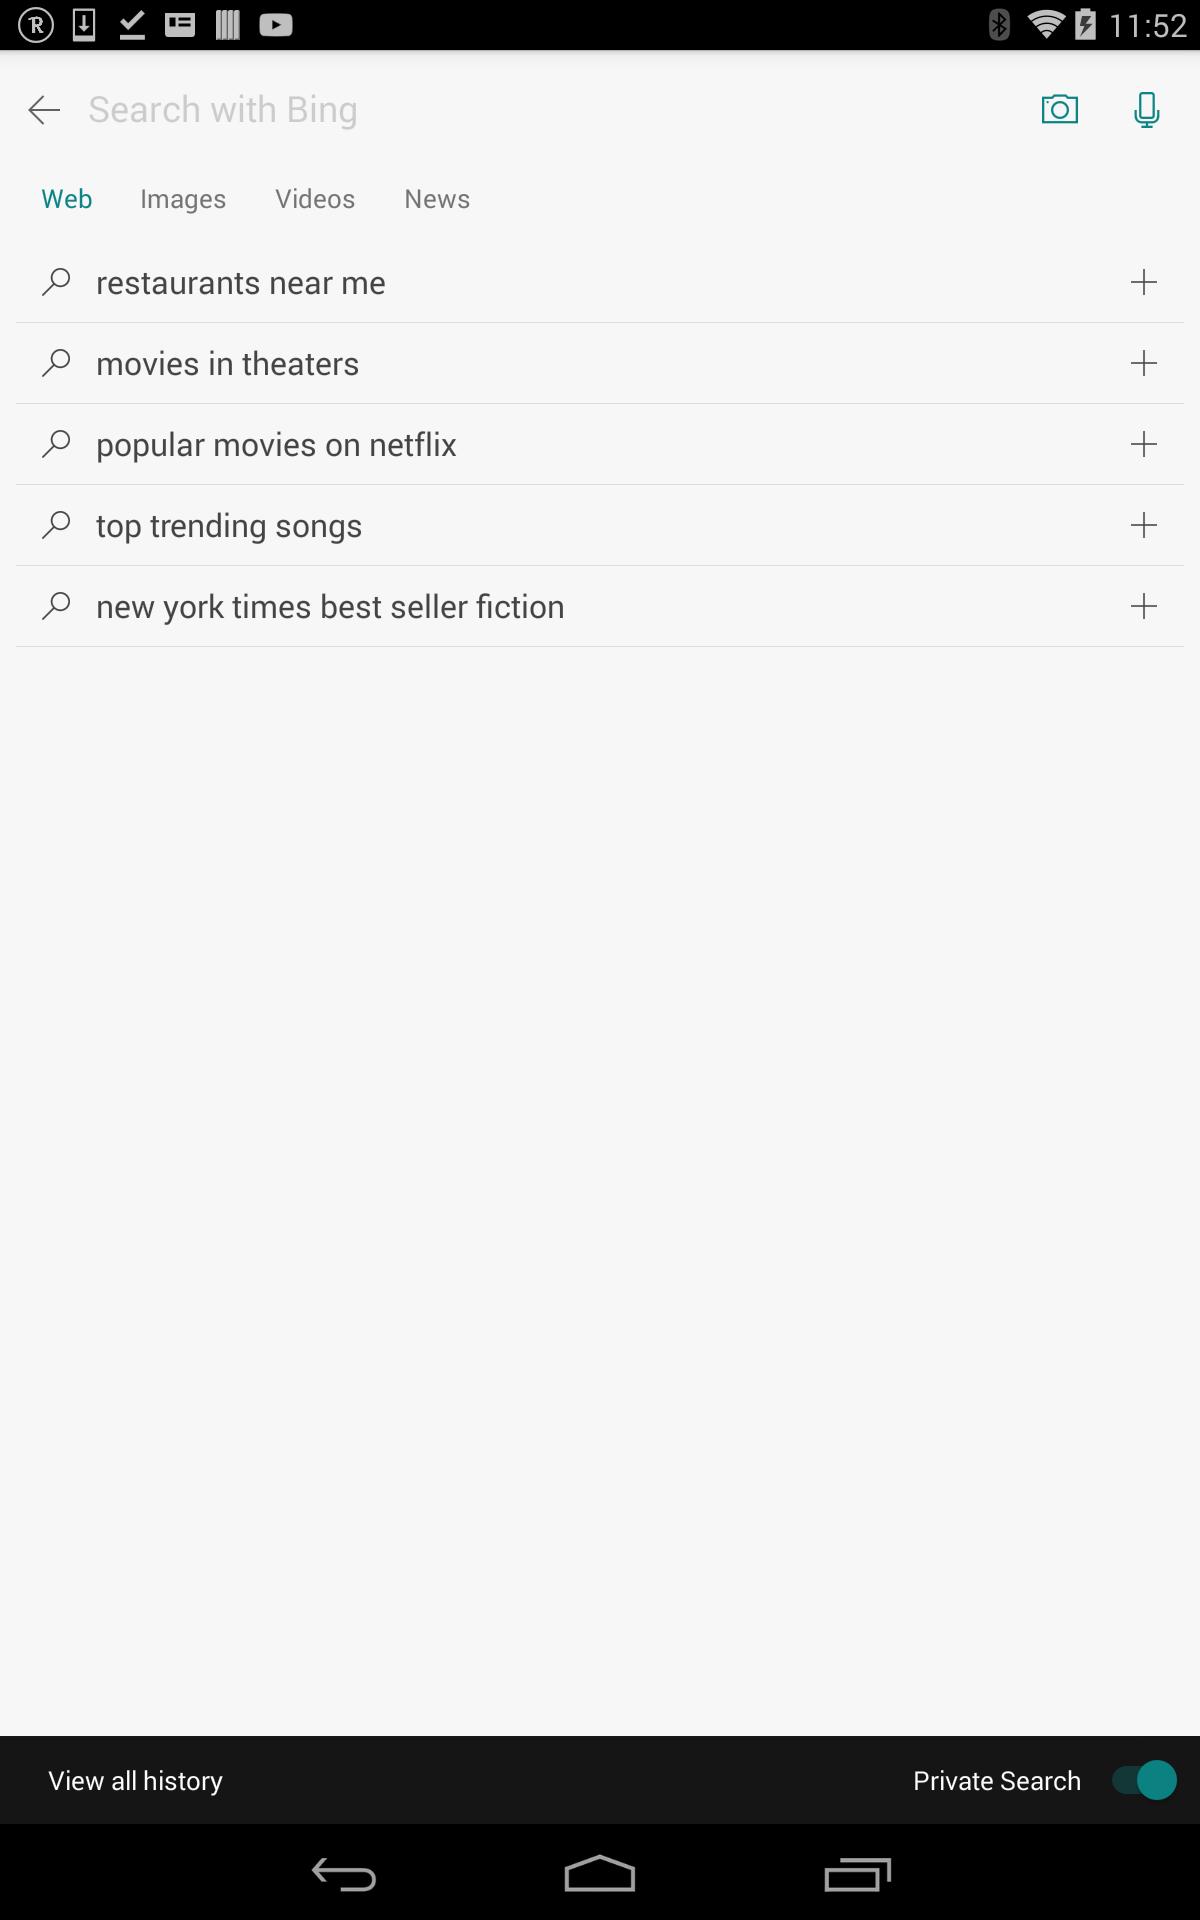 11:52
Search with Bing
Web Images Videos News
restaurants near me
movies in theaters
popular movies on netflix
top trending songs
new york times best seller fiction
View all history Private Search